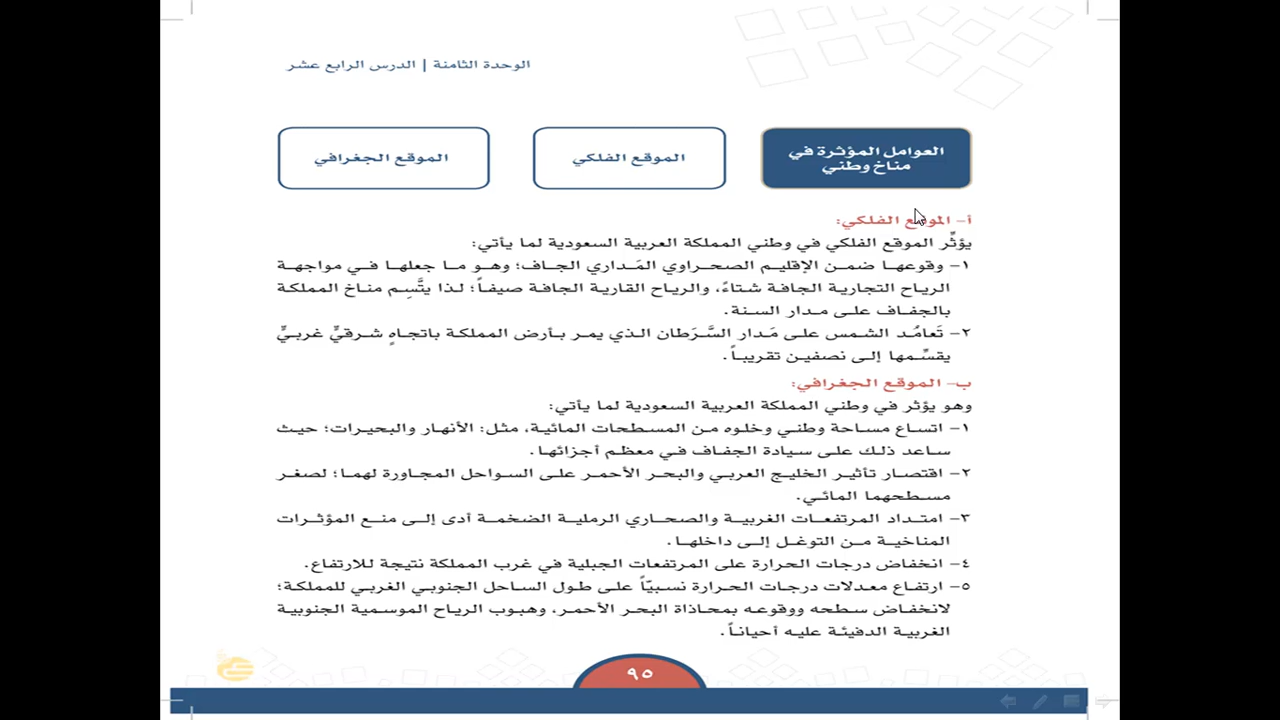 الوحدة الثامنة | الدرس الرابع عشر
العوامل المؤثرة في
مناخ وطني
الموقع الفلكي
الموقع الجغرافي
أ- الموقع الفلكي:
يؤثِّر الموقع الفلكي في وطني المملكة العربية السعودية لما يأتي:
١- وقوعها ضمن الإقليم الصحراوي المَداري الجاف؛ وهو ما جعلها في مواجهة
الرياح التجارية الجافة شتاءً، والرياح القارية الجافة صيفاً؛ لذا يتَّسِم مناخ المملكة
بالجفاف على مدار السنة.
٢- تَعامُد الشمس على مَدار السَّرَطان الذي يمر بأرض المملكة باتجاهٍ شرقيٍّ غربيٍّ
يقسِّمها إلى نصفين تقريباً.
ب- الموقع الجغرافي:
وهو يؤثر في وطني المملكة العربية السعودية لما يأتي:
١- اتساع مساحة وطني وخلوه من المسطحات المائية، مثل: الأنهار والبحيرات؛ حيث
ساعد ذلك على سيادة الجفاف في معظم أجزائها.
٢- اقتصار تأثير الخليج العربي والبحر الأحمر على السواحل المجاورة لهما؛ لصغر
مسطحهما المائي.
٣- امتداد المرتفعات الغربية والصحاري الرملية الضخمة أدى إلى منع المؤثرات
المناخية من التوغل إلى داخلها.
٤- انخفاض درجات الحرارة على المرتفعات الجبلية في غرب المملكة نتيجة للارتفاع.
٥- ارتفاع معدلات درجات الحرارة نسبيّاً على طول الساحل الجنوبي الغربي للمملكة؛
لانخفاض سطحه ووقوعه بمحاذاة البحر الأحمر، وهبوب الرياح الموسمية الجنوبية
الغربية الدفيئة عليه أحياناً.
٩٥